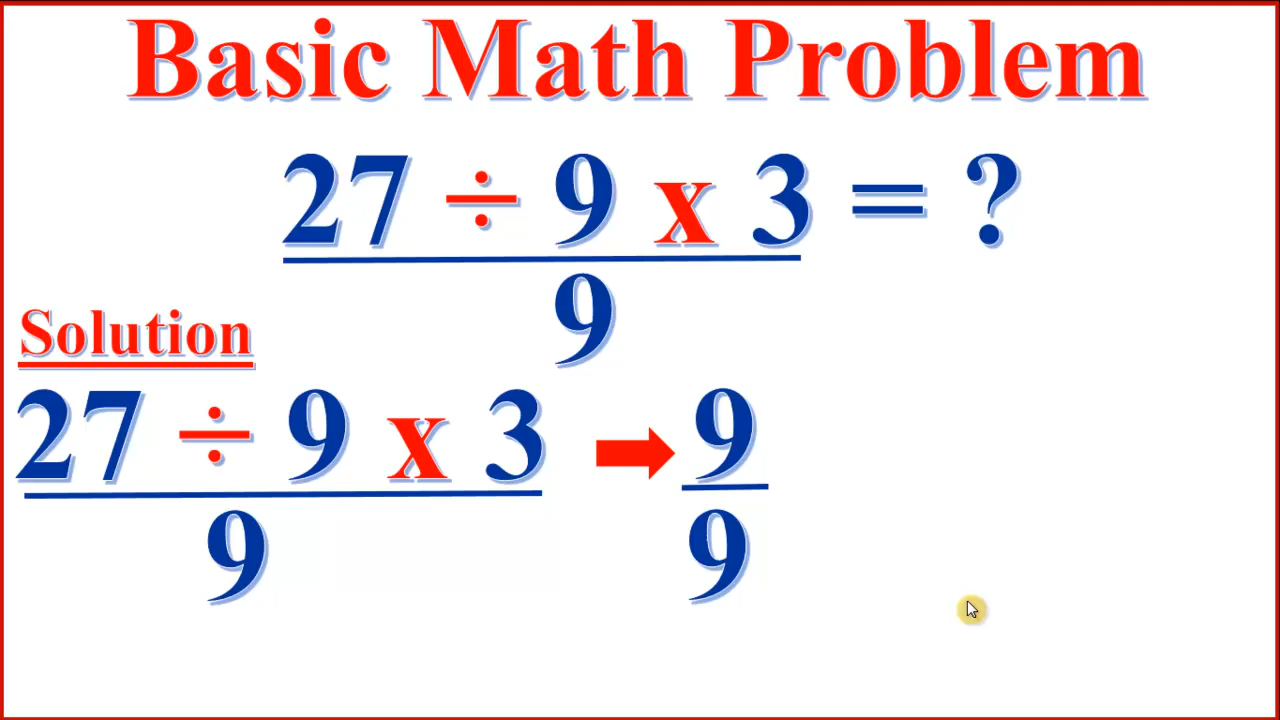 Basic Math Problem
27 ÷ 9 x 3 = ?
9
Solution
27 ÷ 9 x 3 9
9 9